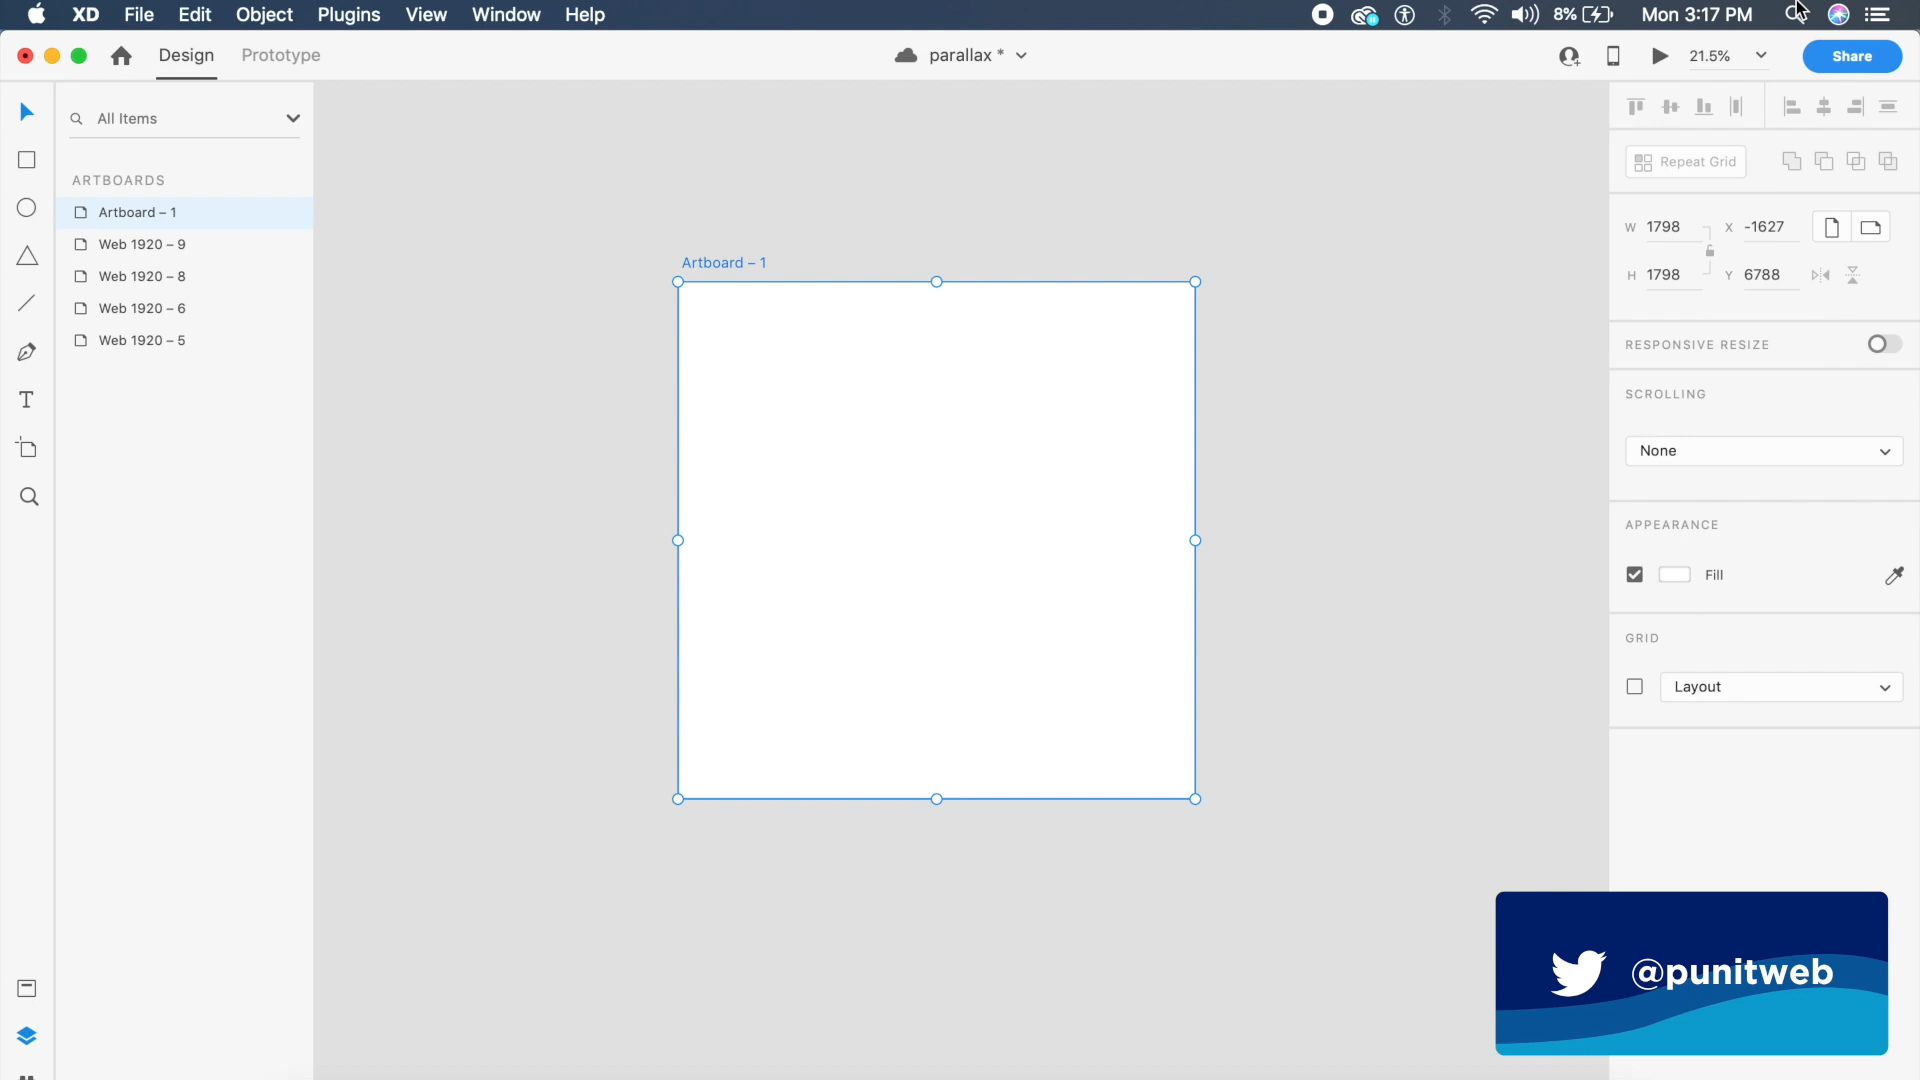 XD File Edit Object Plugins View Window Help 8% Mon 3:17 PM
Design Prototype parallax * 21.5% Share
All Items
ARTBOARDS
Artboard – 1
Web 1920 – 9
Web 1920 – 8
Web 1920 – 6
Web 1920 – 5
Artboard – 1
Repeat Grid
W 1798 X -1627
H 1798 Y 6788
RESPONSIVE RESIZE
SCROLLING
None
APPEARANCE
Fill
GRID
Layout
@punitweb